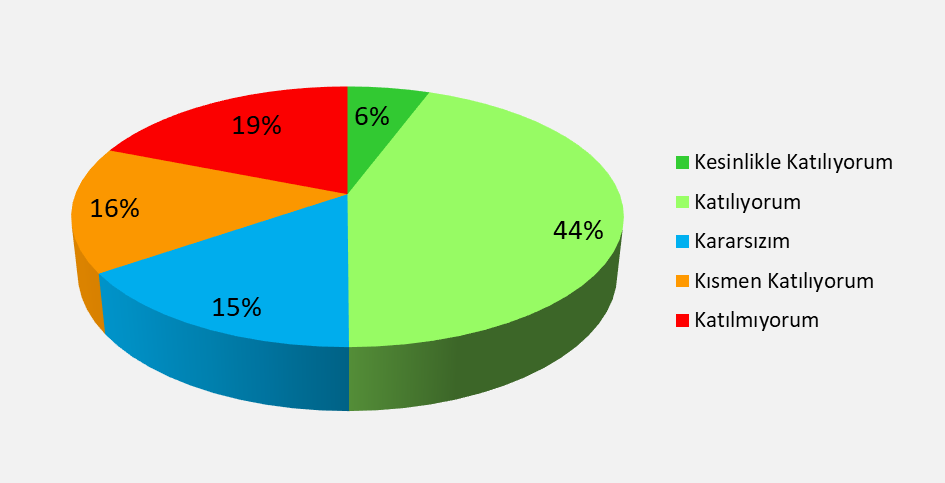 19%
6%
16%
44%
15%
Kesinlikle Katılıyorum
Katılıyorum
Kararsızım
Kısmen Katılıyorum
Katılmıyorum